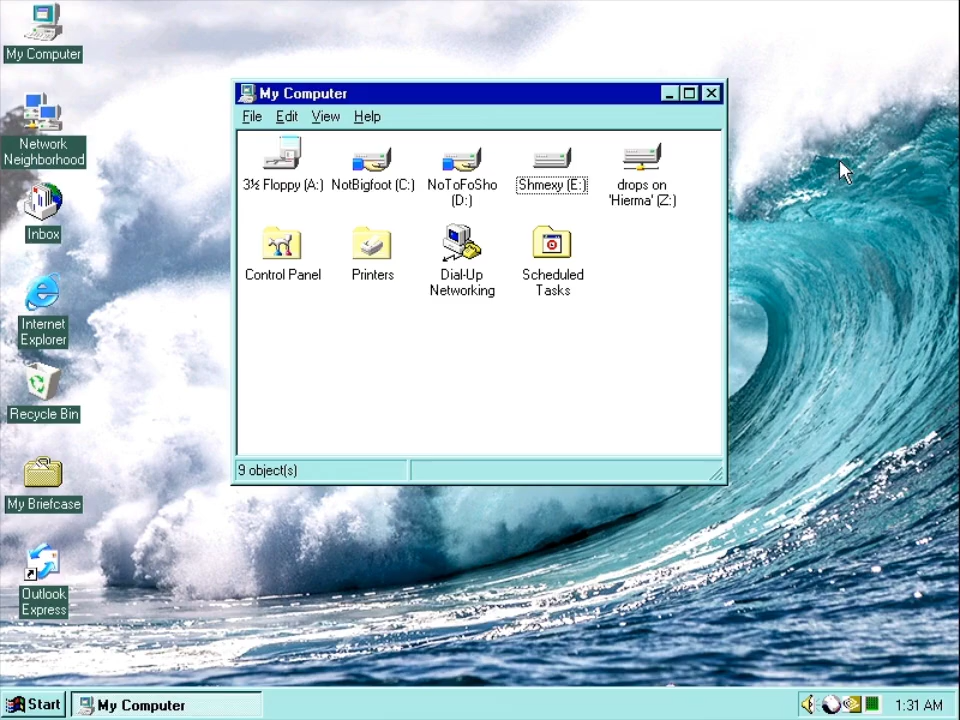 My Computer
Network
Neighborhood
Inbox
Internet
Explorer
Recycle Bin
My Briefcase
Outlook
Express
My Computer
File Edit View Help
3½ Floppy (A:) NotBigfoot (C:) NoToFoSho Shmexy (E:) drops on
(D:) 'Hierma' (Z:)
Control Panel Printers Dial-Up Scheduled
Networking Tasks
9 object(s)
Start My Computer 1:31 AM